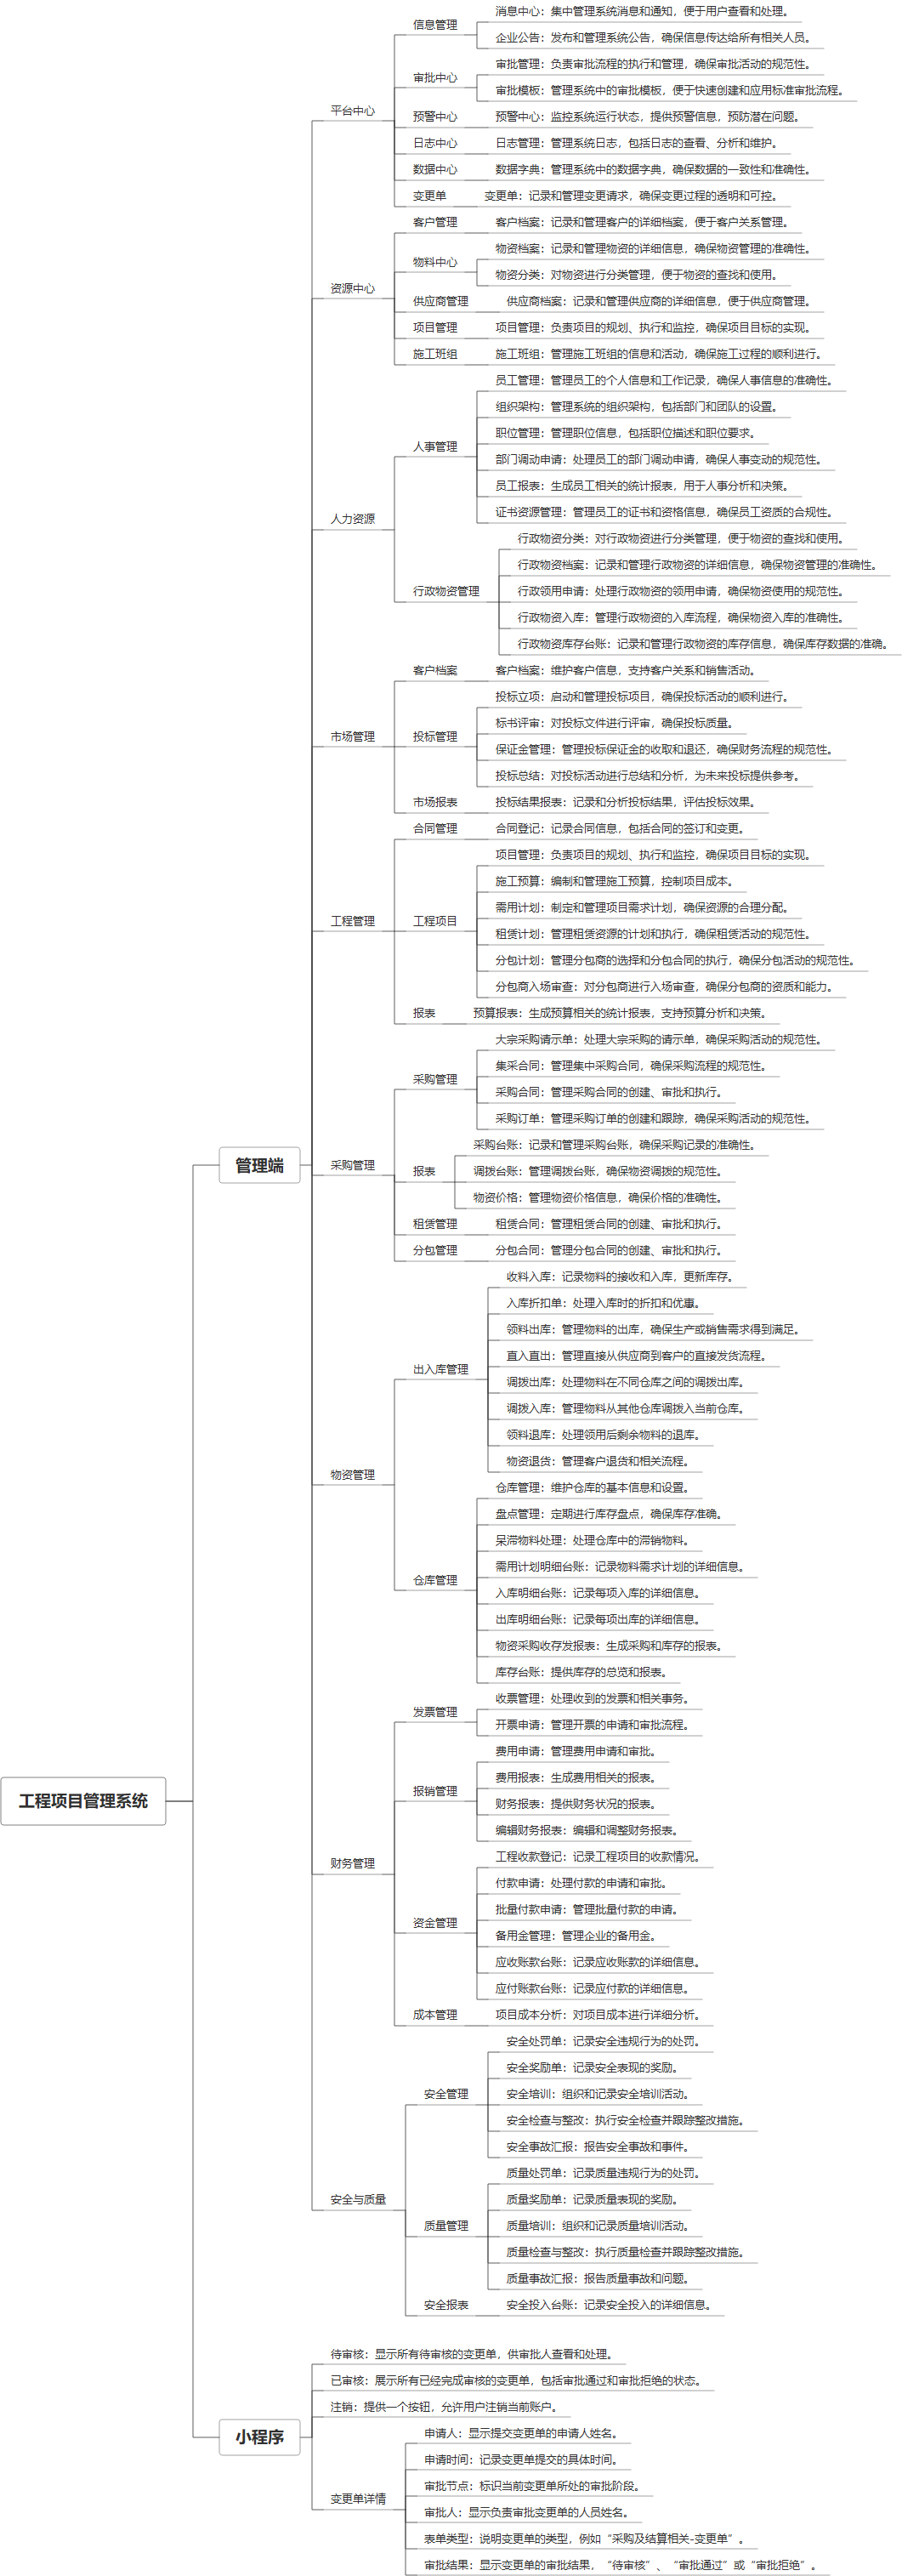 工程项目管理系统
管理端
平台中心
信息管理
消息中心：集中管理系统消息和通知，便于用户查看和处理。
企业公告：发布和管理系统公告，确保信息传达给所有相关人员。
审批中心
审批管理：负责审批流程的执行和管理，确保审批活动的规范性。
审批模板：管理系统中的审批模板，便于快速创建和应用标准审批流程。
预警中心
预警中心：监控系统运行状态，提供预警信息，预防潜在问题。
日志中心
日志管理：管理系统日志，包括日志的查看、分析和维护。
数据中心
数据字典：管理系统中的数据字典，确保数据的一致性和准确性。
变更单
变更单：记录和管理变更请求，确保变更过程的透明和可控。
资源中心
客户管理
客户档案：记录和管理客户的详细档案，便于客户关系管理。
物料中心
物资档案：记录和管理物资的详细信息，确保物资管理的准确性。
物资分类：对物资进行分类管理，便于物资的查找和使用。
供应商管理
供应商档案：记录和管理供应商的详细信息，便于供应商管理。
项目管理
项目管理：负责项目的规划、执行和监控，确保项目目标的实现。
施工班组
施工班组：管理施工班组的信息和活动，确保施工过程的顺利进行。
人力资源
人事管理
员工管理：管理员工的个人信息和工作记录，确保人事信息的准确性。
组织架构：管理系统的组织架构，包括部门和团队的设置。
职位管理：管理职位信息，包括职位描述和职位要求。
部门调动申请：处理员工的部门调动申请，确保人事变动的规范性。
员工报表：生成员工相关的统计报表，用于人事分析和决策。
证书资源管理：管理员工的证书和资格信息，确保员工资质的合规性。
行政物资管理
行政物资分类：对行政物资进行分类管理，便于物资的查找和使用。
行政物资档案：记录和管理行政物资的详细信息，确保物资管理的准确性。
行政领用申请：处理行政物资的领用申请，确保物资使用的规范性。
行政物资入库：管理行政物资的入库流程，确保物资入库的准确性。
行政物资库存台账：记录和管理行政物资的库存信息，确保库存数据的准确。
市场管理
客户档案
客户档案：维护客户信息，支持客户关系和销售活动。
投标管理
投标立项：启动和管理投标项目，确保投标活动的顺利进行。
标书评审：对投标文件进行评审，确保投标质量。
保证金管理：管理投标保证金的收取和退还，确保财务流程的规范性。
投标总结：对投标活动进行总结和分析，为未来投标提供参考。
市场报表
投标结果报表：记录和分析投标结果，评估投标效果。
工程管理
合同管理
合同登记：记录合同信息，包括合同的签订和变更。
工程项目
项目管理：负责项目的规划、执行和监控，确保项目目标的实现。
施工预算：编制和管理施工预算，控制项目成本。
需用计划：制定和管理项目需求计划，确保资源的合理分配。
租赁计划：管理租赁资源的计划和执行，确保租赁活动的规范性。
分包计划：管理分包商的选择和分包合同的执行，确保分包活动的规范性。
分包商入场审查：对分包商进行入场审查，确保分包商的资质和能力。
报表
预算报表：生成预算相关的统计报表，支持预算分析和决策。
采购管理
采购管理
大宗采购请示单：处理大宗采购的请示单，确保采购活动的规范性。
集采合同：管理集中采购合同，确保采购流程的规范性。
采购合同：管理采购合同的创建、审批和执行。
采购订单：管理采购订单的创建和跟踪，确保采购活动的规范性。
报表
采购台账：记录和管理采购台账，确保采购记录的准确性。
调拨台账：管理调拨台账，确保物资调拨的规范性。
物资价格：管理物资价格信息，确保价格的准确性。
租赁管理
租赁合同：管理租赁合同的创建、审批和执行。
分包管理
分包合同：管理分包合同的创建、审批和执行。
物资管理
出入库管理
收料入库：记录物料的接收和入库，更新库存。
入库折扣单：处理入库时的折扣和优惠。
领料出库：管理物料的出库，确保生产或销售需求得到满足。
直入直出：管理直接从供应商到客户的直接发货流程。
调拨出库：处理物料在不同仓库之间的调拨出库。
调拨入库：管理物料从其他仓库调拨入当前仓库。
领料退库：处理领用后剩余物料的退库。
物资退货：管理客户退货和相关流程。
仓库管理
仓库管理：维护仓库的基本信息和设置。
盘点管理：定期进行库存盘点，确保库存准确。
呆滞物料处理：处理仓库中的滞销物料。
需用计划明细台账：记录物料需求计划的详细信息。
入库明细台账：记录每项入库的详细信息。
出库明细台账：记录每项出库的详细信息。
物资采购收存发报表：生成采购和库存的报表。
库存台账：提供库存的总览和报表。
财务管理
发票管理
收票管理：处理收到的发票和相关事务。
开票申请：管理开票的申请和审批流程。
报销管理
费用申请：管理费用申请和审批。
费用报表：生成费用相关的报表。
财务报表：提供财务状况的报表。
编辑财务报表：编辑和调整财务报表。
资金管理
工程收款登记：记录工程项目的收款情况。
付款申请：处理付款的申请和审批。
批量付款申请：管理批量付款的申请。
备用金管理：管理企业的备用金。
应收账款台账：记录应收账款的详细信息。
应付账款台账：记录应付款的详细信息。
成本管理
项目成本分析：对项目成本进行详细分析。
安全与质量
安全管理
安全处罚单：记录安全违规行为的处罚。
安全奖励单：记录安全表现的奖励。
安全培训：组织和记录安全培训活动。
安全检查与整改：执行安全检查并跟踪整改措施。
安全事故汇报：报告安全事故和事件。
质量管理
质量处罚单：记录质量违规行为的处罚。
质量奖励单：记录质量表现的奖励。
质量培训：组织和记录质量培训活动。
质量检查与整改：执行质量检查并跟踪整改措施。
质量事故汇报：报告质量事故和问题。
安全报表
安全投入台账：记录安全投入的详细信息。
小程序
待审核：显示所有待审核的变更单，供审批人查看和处理。
已审核：展示所有已经完成审核的变更单，包括审批通过和审批拒绝的状态。
注销：提供一个按钮，允许用户注销当前账户。
变更单详情
申请人：显示提交变更单的申请人姓名。
申请时间：记录变更单提交的具体时间。
审批节点：标识当前变更单所处的审批阶段。
审批人：显示负责审批变更单的人员姓名。
表单类型：说明变更单的类型，例如“采购及结算相关-变更单”。
审批结果：显示变更单的审批结果，“待审核”、“审批通过”或“审批拒绝”。